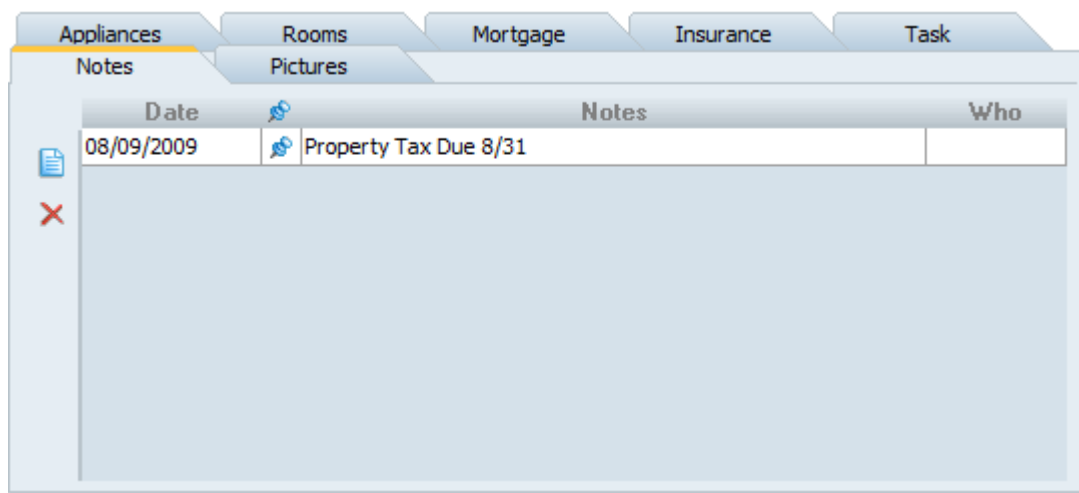 Appliances Rooms Mortgage Insurance Task
Notes Pictures
Date Notes Who
08/09/2009 Property Tax Due 8/31